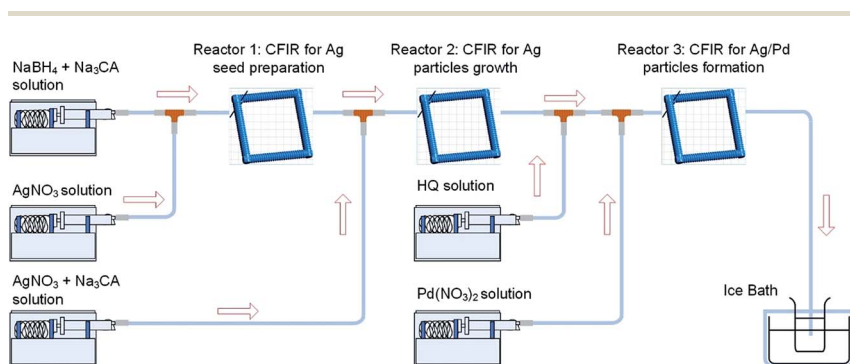 Reactor 1: CFIR for Ag
seed preparation
Reactor 2: CFIR for Ag
particles growth
Reactor 3: CFIR for Ag/Pd
particles formation
NaBH₄ + Na₃CA
solution
AgNO₃ solution
HQ solution
AgNO₃ + Na₃CA
solution
Pd(NO₃)₂ solution
Ice Bath